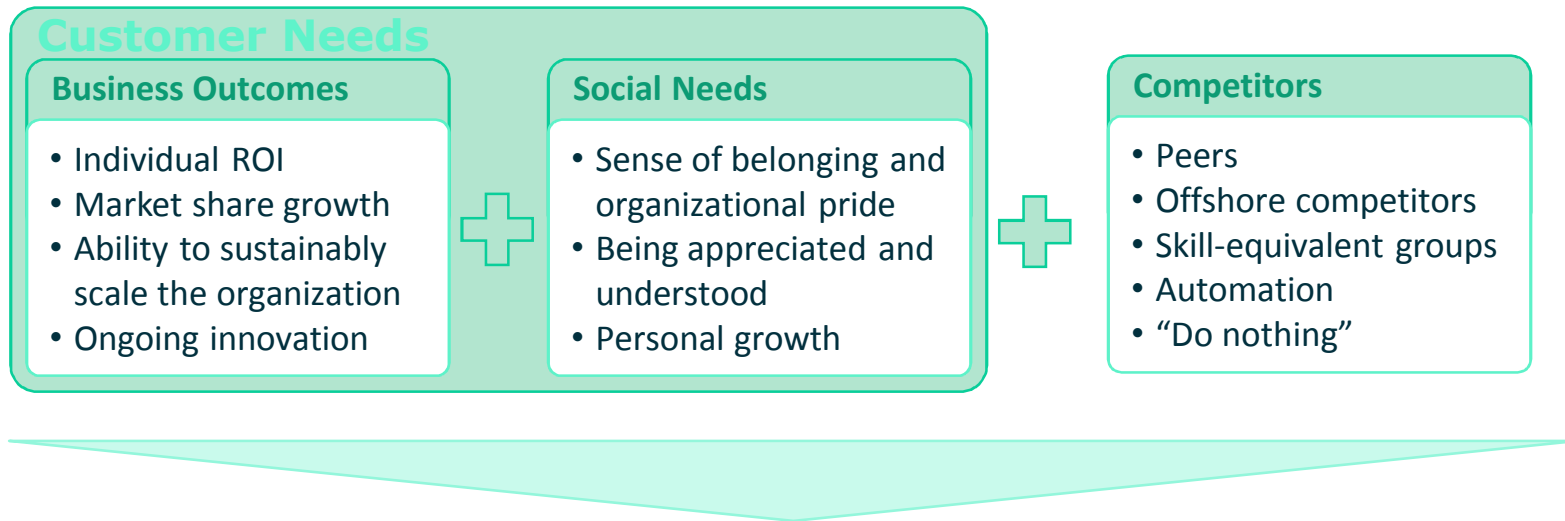 Customer Needs
Business Outcomes
• Individual ROI
• Market share growth
• Ability to sustainably
scale the organization
• Ongoing innovation
Social Needs
• Sense of belonging and
organizational pride
• Being appreciated and
understood
• Personal growth
Competitors
• Peers
• Offshore competitors
• Skill-equivalent groups
• Automation
• “Do nothing”